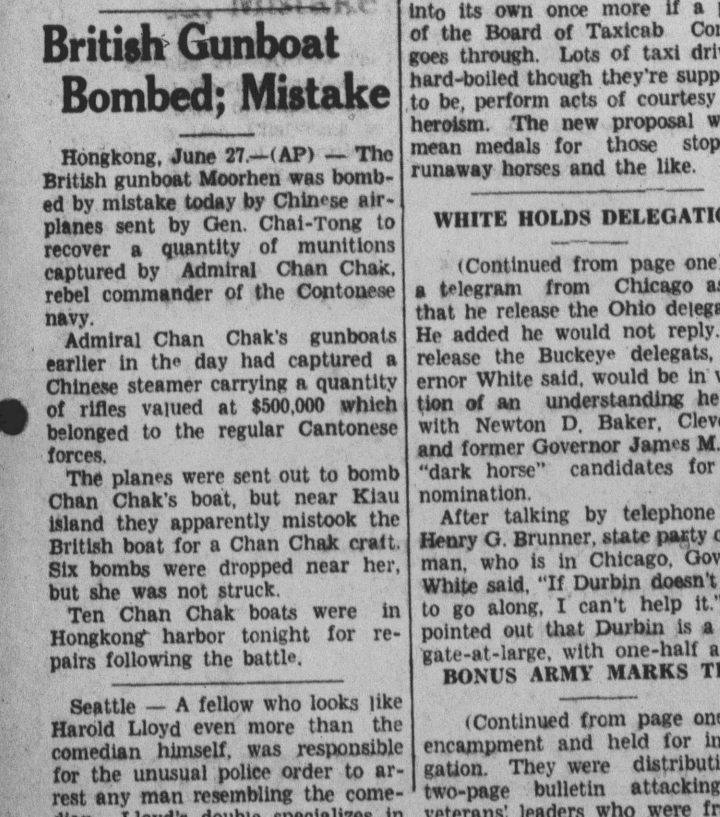 British Gunboat
Bombed; Mistake
Hongkong, June 27.—(AP) — The
British gunboat Moorhen was bomb-
ed by mistake today by Chinese air-
planes sent by Gen. Chai-Tong to
recover a quantity of munitions
captured by Admiral Chan Chak,
rebel commander of the Contonese
navy.
Admiral Chan Chak's gunboats
earlier in the day had captured a
Chinese steamer carrying a quantity
of rifles valued at $500,000 which
belonged to the regular Cantonese
forces.
The planes were sent out to bomb
Chan Chak's boat, but near Kiau
island they apparently mistook the
British boat for a Chan Chak craft.
Six bombs were dropped near her,
but she was not struck.
Ten Chan Chak boats were in
Hongkong harbor tonight for re-
pairs following the battle.
Seattle — A fellow who looks like
Harold Lloyd even more than the
comedian himself, was responsible
for the unusual police order to ar-
rest any man resembling the come-
dian. Lloyd's double specializes in
into its own once more if a
of the Board of Taxicab
goes through. Lots of taxi
hard-boiled though they're
to be, perform acts of courtesy
heroism. The new proposal
mean medals for those
runaway horses and the like.
WHITE HOLDS
(Continued from page one
a telegram from Chicago
that he release the Ohio
He added he would not reply.
release the Buckeye delegats,
ernor White said, would be in
tion of an understanding he
with Newton D. Baker,
and former Governor James M.
"dark horse" candidates for
nomination.
After talking by telephone
Henry G. Brunner, state party
man, who is in Chicago,
White said, "If Durbin doesn't
to go along, I can't help it."
pointed out that Durbin is a
gate-at-large, with one-half
BONUS ARMY MARKS
(Continued from page
encampment and held for
gation. They were
two-page bulletin attacking
veterans' leaders who were